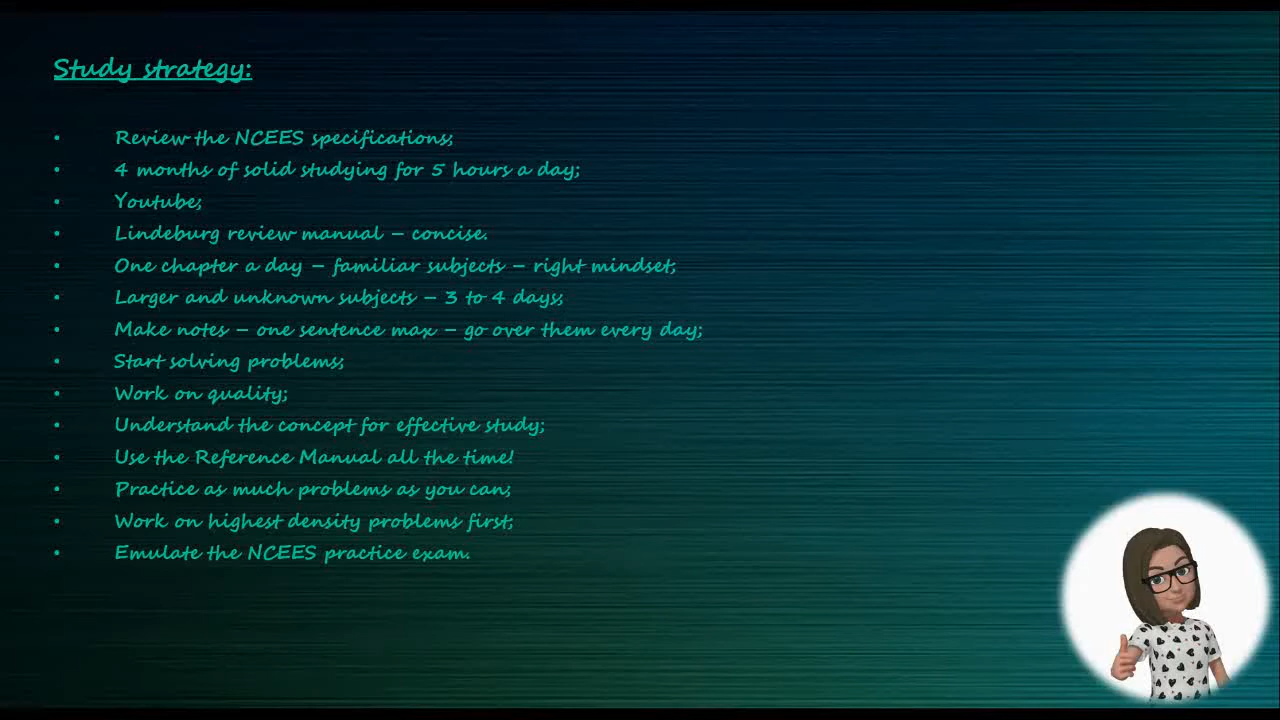 Study strategy:
• Review the NCEES specifications;
• 4 months of solid studying for 5 hours a day;
• Youtube;
• Lindeburg review manual – concise.
• One chapter a day – familiar subjects – right mindset;
• Larger and unknown subjects – 3 to 4 days;
• Make notes – one sentence max – go over them every day;
• Start solving problems;
• Work on quality;
• Understand the concept for effective study;
• Use the Reference Manual all the time!
• Practice as much problems as you can;
• Work on highest density problems first;
• Emulate the NCEES practice exam.